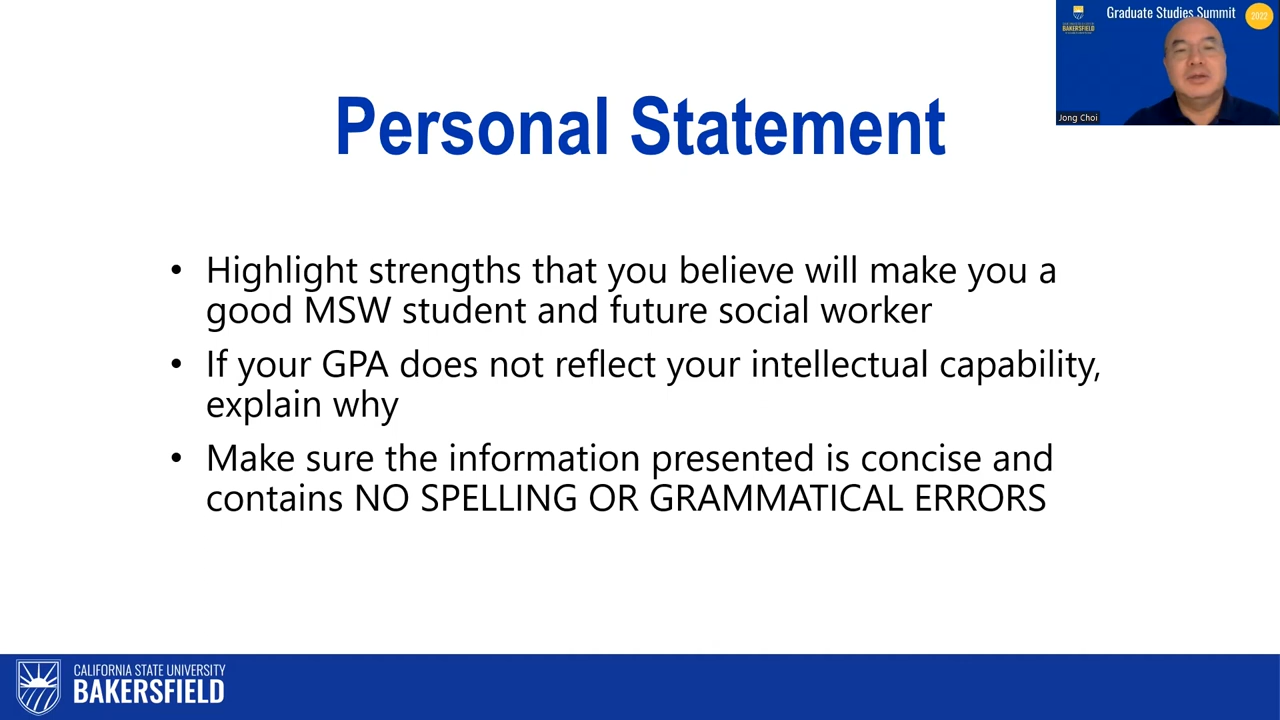 Graduate Studies Summit
2022
BAKERSFIELD
Jong Choi
Personal Statement
• Highlight strengths that you believe will make you a
good MSW student and future social worker
• If your GPA does not reflect your intellectual capability,
explain why
• Make sure the information presented is concise and
contains NO SPELLING OR GRAMMATICAL ERRORS
CALIFORNIA STATE UNIVERSITY
BAKERSFIELD